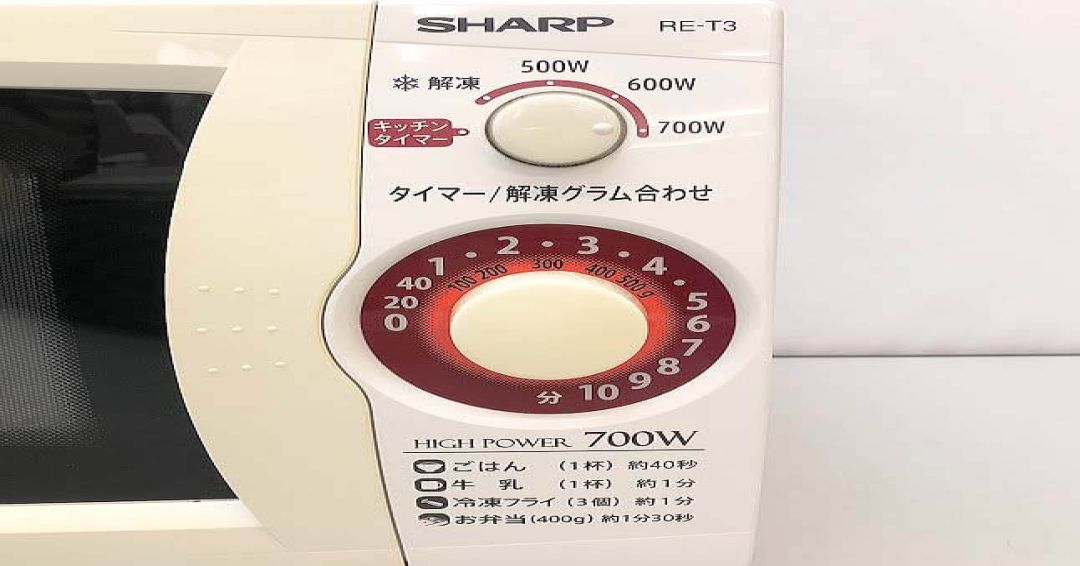 SHARP RE-T3
解凍 500W 600W 700W
キッチン
タイマー
タイマー/解凍グラム合わせ
0 20 40 1 ・ 2 ・ 3 ・ 4 ・ 5 6 7 8 9 10 分
100 200 300 400 500g
HIGH POWER 700W
ごはん (1杯) 約40秒
牛 乳 (1杯) 約1分
冷凍フライ (3個) 約1分
お弁当(400g) 約1分30秒